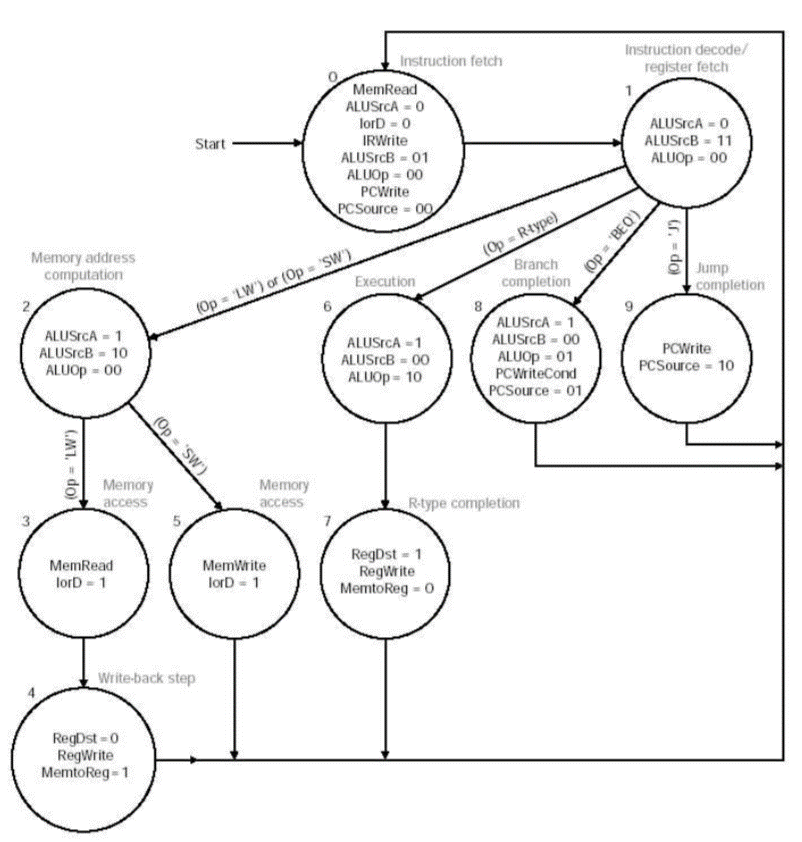 Instruction fetch
0
MemRead
ALUSrcA = 0
IorD = 0
IRWrite
ALUSrcB = 01
ALUOp = 00
PCWrite
PCSource = 00
Start
Instruction decode/
register fetch
1
ALUSrcA = 0
ALUSrcB = 11
ALUOp = 00
(Op = 'LW') or (Op = 'SW')
(Op = R-type)
(Op = 'BEQ')
(Op = 'J')
Memory address
computation
2
ALUSrcA = 1
ALUSrcB = 10
ALUOp = 00
Execution
6
ALUSrcA =1
ALUSrcB = 00
ALUOp= 10
Branch
completion
8
ALUSrcA = 1
ALUSrcB = 00
ALUOp = 01
PCWriteCond
PCSource = 01
Jump
completion
9
PCWrite
PCSource = 10
(Op = 'LW')
(Op = 'SW')
Memory
access
3
MemRead
IorD = 1
Memory
access
5
MemWrite
IorD = 1
R-type completion
7
RegDst = 1
RegWrite
MemtoReg = 0
Write-back step
4
RegDst =0
RegWrite
MemtoReg=1